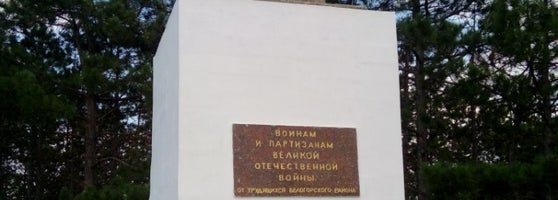 ВОИНАМ
И ПАРТИЗАНАМ
ВЕЛИКОЙ
ОТЕЧЕСТВЕННОЙ
ВОЙНЫ.
ОТ ТРУДЯЩИХСЯ БЕЛОГОРСКОГО РАЙОНА